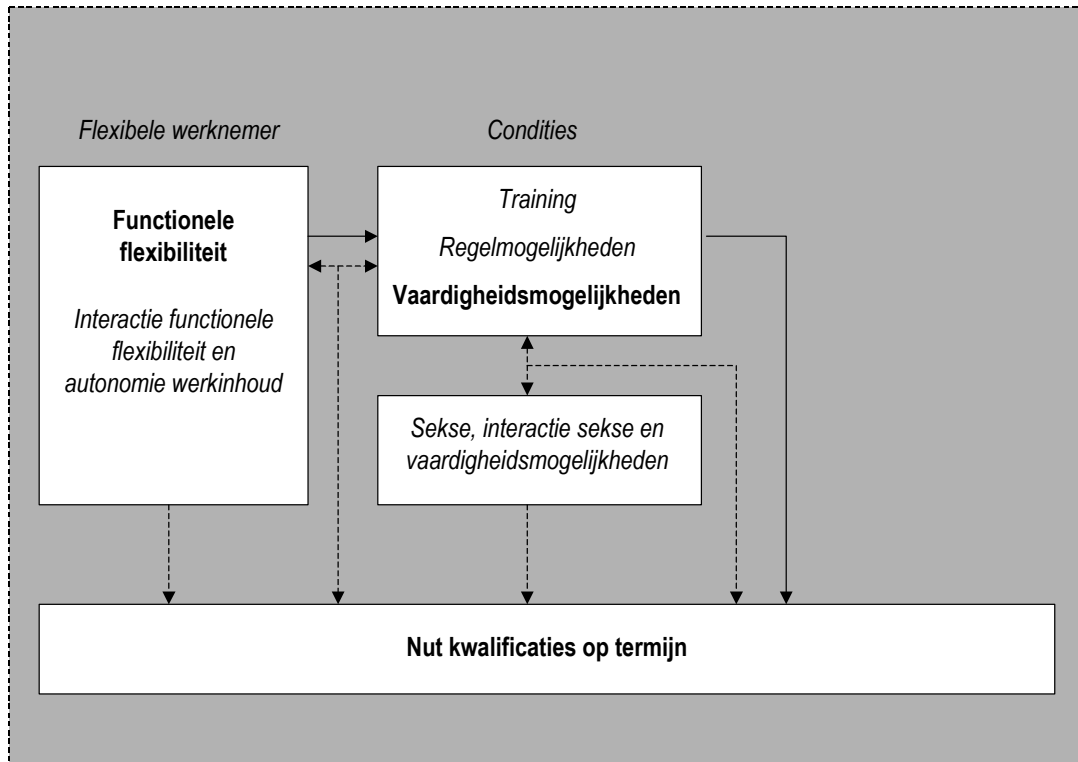 Flexibele werknemer
Condities
Functionele
flexibiliteit
Interactie functionele
flexibiliteit en
autonomie werkinhoud
Training
Regelmogelijkheden
Vaardigheidsmogelijkheden
Sekse, interactie sekse en
vaardigheidsmogelijkheden
Nut kwalificaties op termijn